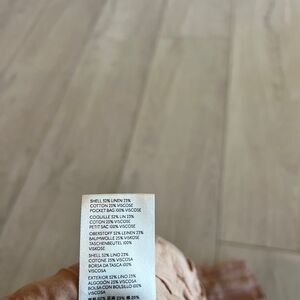 SHELL 52% LINEN 23%
COTTON 25% VISCOSE
POCKET BAG 100% VISCOSE
COQUILLE 52% LIN 23%
COTON 25% VISCOSE
PETIT SAC 100% VISCOSE
OBERSTOFF 52% LEINEN 23%
BAUMWOLLE 25% VISKOSE
TASCHENBEUTEL 100%
VISKOSE
SHELL 52% LINO 23%
COTONE 25% VISCOSA
BORSA DA TASCA 100%
VISCOSA
EXTERIOR 52% LINO 23%
ALGODÓN 25% VISCOSA
BOLSA CON BOLSILLO 100%
VISCOSA